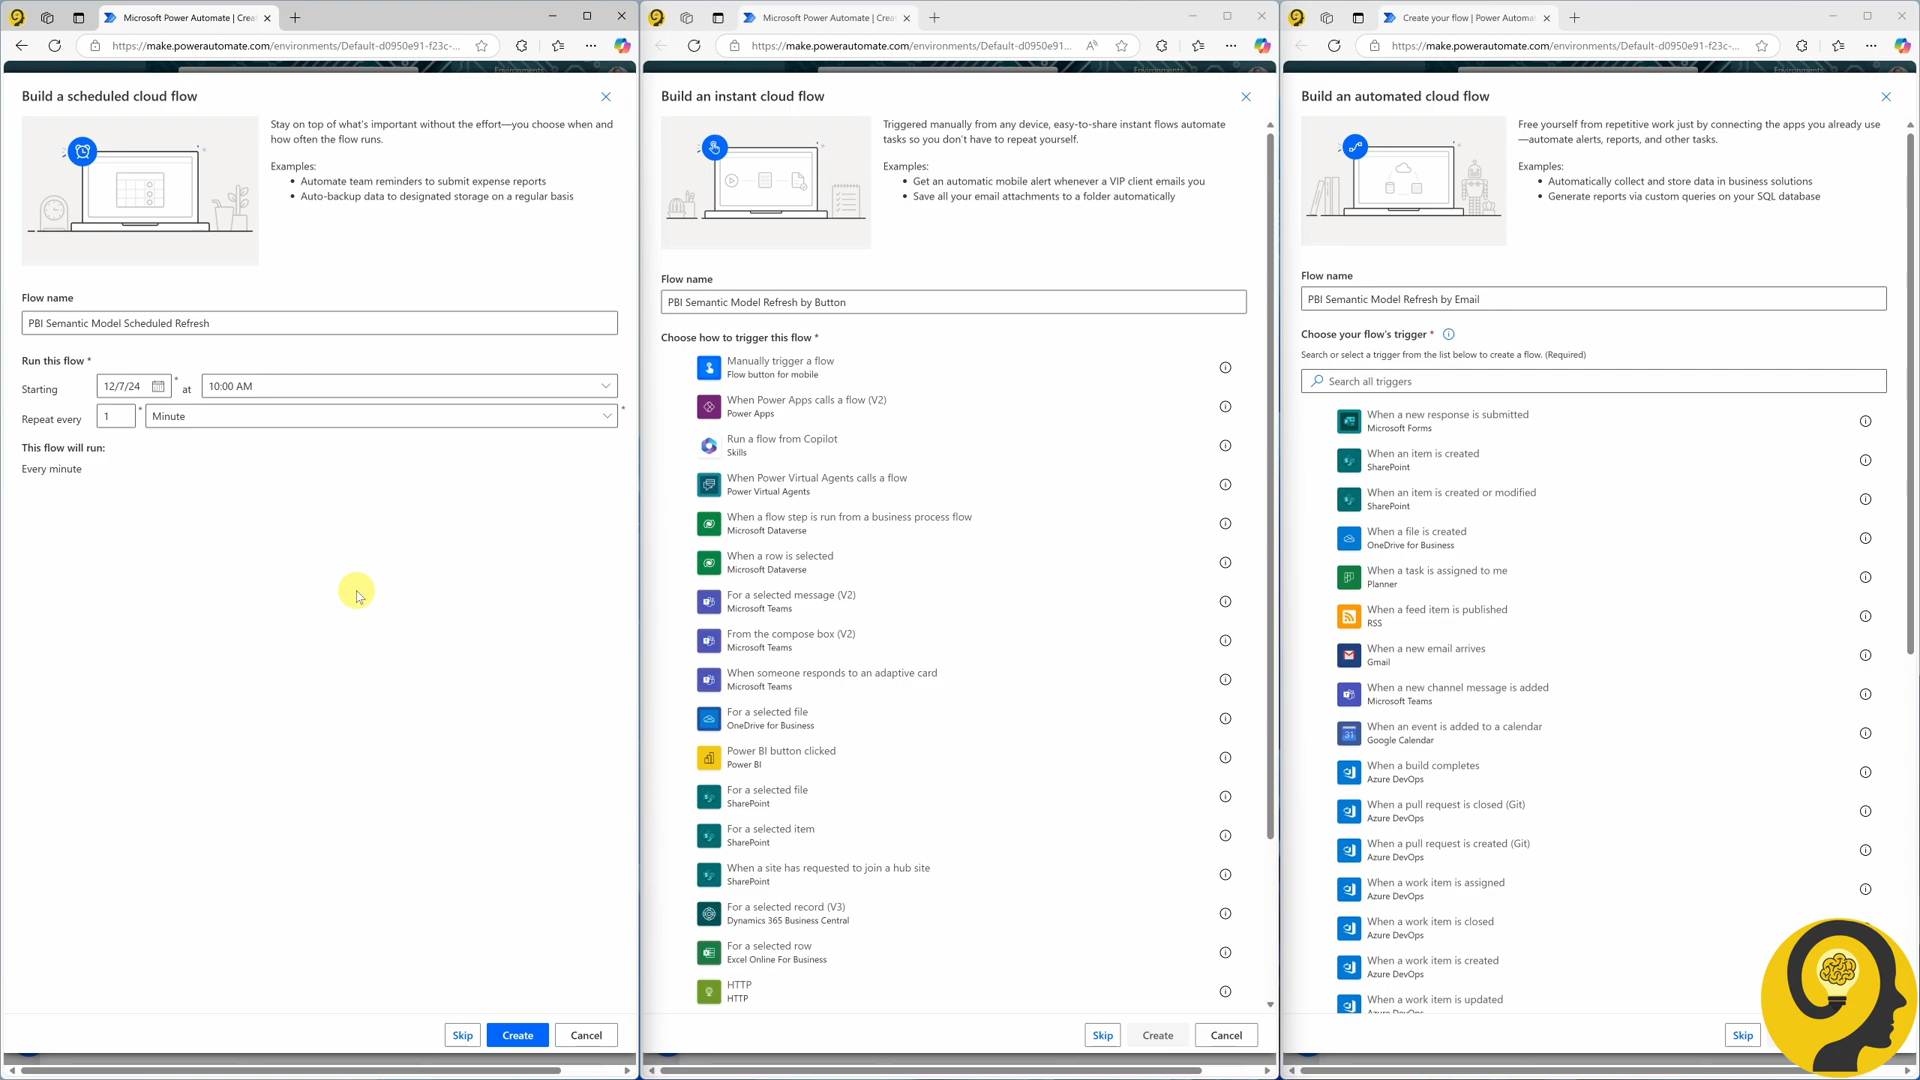 Microsoft Power Automate | Crea
https://make.powerautomate.com/environments/Default-d0950e91-f23c-...
Environments
Build a scheduled cloud flow
Stay on top of what's important without the effort—you choose when and
how often the flow runs.
Examples:
Automate team reminders to submit expense reports
Auto-backup data to designated storage on a regular basis
Flow name
PBI Semantic Model Scheduled Refresh
Run this flow *
Starting
12/7/24
*
at
10:00 AM
Repeat every
1
*
Minute
*
This flow will run:
Every minute
Skip
Create
Cancel
Microsoft Power Automate | Crea
https://make.powerautomate.com/environments/Default-d0950e91...
Environments
Build an instant cloud flow
Triggered manually from any device, easy-to-share instant flows automate
tasks so you don't have to repeat yourself.
Examples:
Get an automatic mobile alert whenever a VIP client emails you
Save all your email attachments to a folder automatically
Flow name
PBI Semantic Model Refresh by Button
Choose how to trigger this flow *
Manually trigger a flow
Flow button for mobile
When Power Apps calls a flow (V2)
Power Apps
Run a flow from Copilot
Skills
When Power Virtual Agents calls a flow
Power Virtual Agents
When a flow step is run from a business process flow
Microsoft Dataverse
When a row is selected
Microsoft Dataverse
For a selected message (V2)
Microsoft Teams
From the compose box (V2)
Microsoft Teams
When someone responds to an adaptive card
Microsoft Teams
For a selected file
OneDrive for Business
Power BI button clicked
Power BI
For a selected file
SharePoint
For a selected item
SharePoint
When a site has requested to join a hub site
SharePoint
For a selected record (V3)
Dynamics 365 Business Central
For a selected row
Excel Online For Business
HTTP
HTTP
Skip
Create
Cancel
Create your flow | Power Automat
https://make.powerautomate.com/environments/Default-d0950e91-f23c-...
Environments
Build an automated cloud flow
Free yourself from repetitive work just by connecting the apps you already use
—automate alerts, reports, and other tasks.
Examples:
Automatically collect and store data in business solutions
Generate reports via custom queries on your SQL database
Flow name
PBI Semantic Model Refresh by Email
Choose your flow's trigger *
Search or select a trigger from the list below to create a flow. (Required)
Search all triggers
When a new response is submitted
Microsoft Forms
When an item is created
SharePoint
When an item is created or modified
SharePoint
When a file is created
OneDrive for Business
When a task is assigned to me
Planner
When a feed item is published
RSS
When a new email arrives
Gmail
When a new channel message is added
Microsoft Teams
When an event is added to a calendar
31
Google Calendar
When a build completes
Azure DevOps
When a pull request is closed (Git)
Azure DevOps
When a pull request is created (Git)
Azure DevOps
When a work item is assigned
Azure DevOps
When a work item is closed
Azure DevOps
When a work item is created
Azure DevOps
When a work item is updated
Azure DevOps
Skip